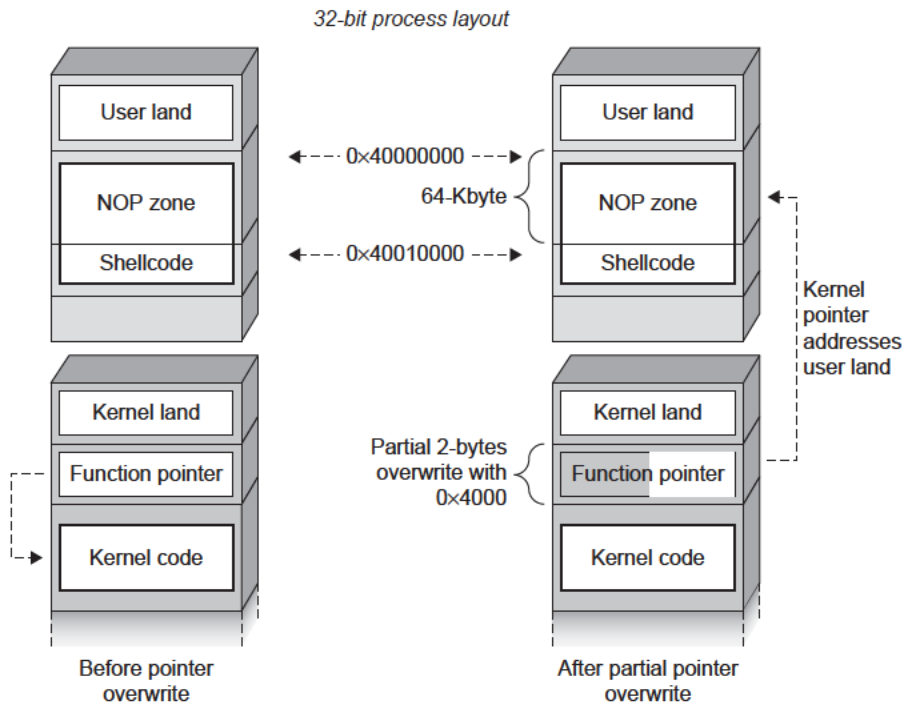 32-bit process layout
User land
NOP zone
Shellcode
Kernel land
Function pointer
Kernel code
Before pointer
overwrite
0×40000000
64-Kbyte
0×40010000
Partial 2-bytes
overwrite with
0×4000
User land
NOP zone
Shellcode
Kernel land
Function pointer
Kernel code
After partial pointer
overwrite
Kernel
pointer
addresses
user land